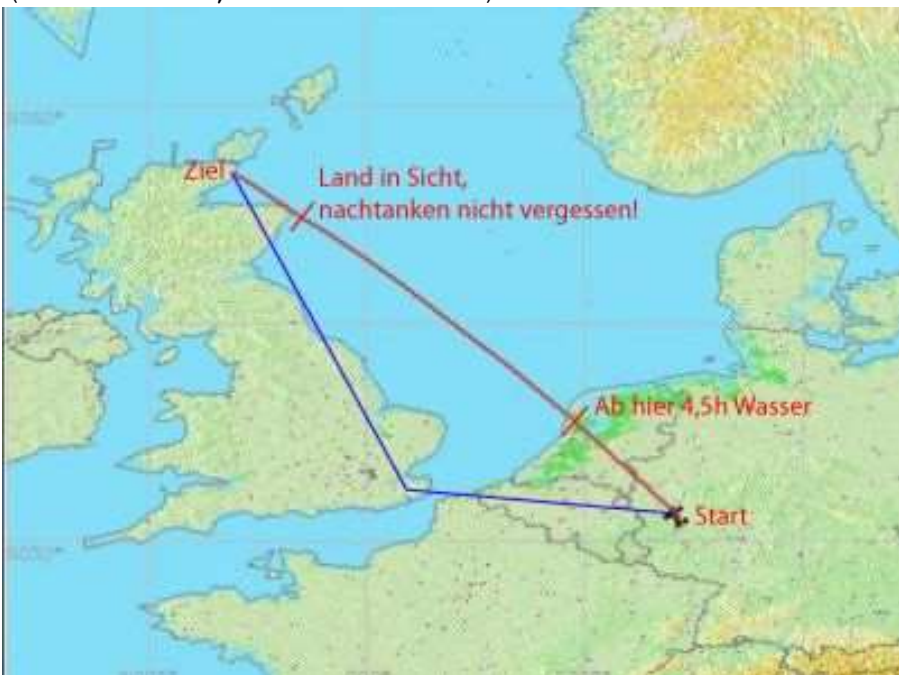 Ziel
Land in Sicht,
nachtanken nicht vergessen!
Ab hier 4,5h Wasser
Start